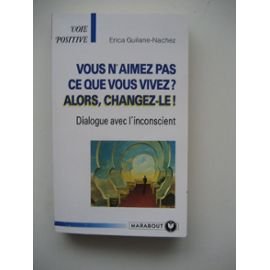 VOIE
POSITIVE
Erica Guilane-Nachez
VOUS N'AIMEZ PAS
CE QUE VOUS VIVEZ?
ALORS, CHANGEZ-LE!
Dialogue avec l'inconscient
MARABOUT